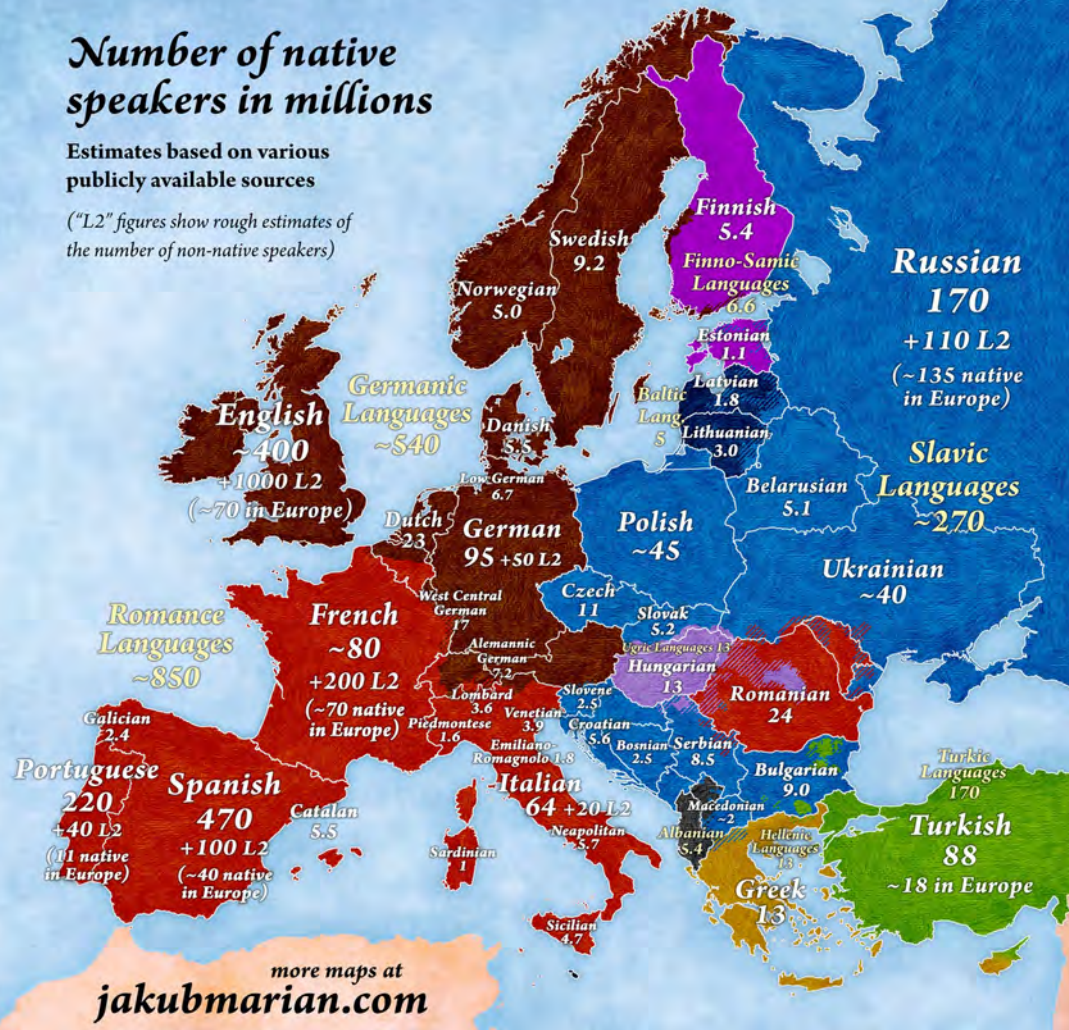 Number of native
speakers in millions
Estimates based on various
publicly available sources
("L2" figures show rough estimates of
the number of non-native speakers)
Finnish
5.4
Finno-Samic
Languages
6.6
Swedish
9.2
Norwegian
5.0
Russian
170
+110 L2
(~135 native
in Europe)
Estonian
1.1
Latvian
1.8
Baltic
Lang.
5
Lithuanian
3.0
Germanic
Languages
~540
English
~400
+1000 L2
(~70 in Europe)
Danish
5.5
Low German
6.7
Dutch
23
German
95 +50 L2
Polish
~45
Belarusian
5.1
Slavic
Languages
~270
Ukrainian
~40
Czech
11
Slovak
5.2
West Central
German
17
Alemannic
German
7.2
Ugric Languages 13
Hungarian
13
Romance
Languages
~850
French
~80
+200 L2
(~70 native
in Europe)
Romanian
24
Lombard
3.6
Piedmontese
1.6
Venetian
3.9
Emiliano-
Romagnolo 1.8
Slovene
2.5
Croatian
5.6
Bosnian
2.5
Serbian
8.5
Bulgarian
9.0
Galician
2.4
Portuguese
220
+40 L2
(11 native
in Europe)
Spanish
470
+100 L2
(~40 native
in Europe)
Catalan
5.5
Italian
64 +20 L2
Neapolitan
5.7
Sardinian
1
Sicilian
4.7
Macedonian
~2
Albanian
5.4
Hellenic
Languages
13
Greek
13
Turkic
Languages
170
Turkish
88
~18 in Europe
more maps at
jakubmarian.com